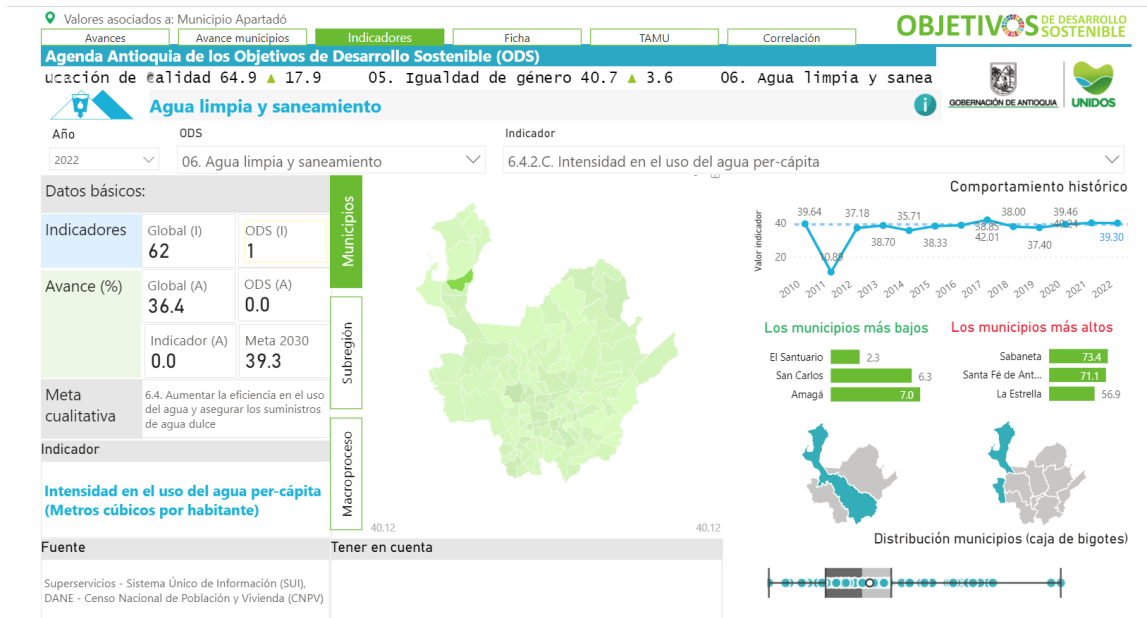 Valores asociados a: Municipio Apartadó
Avances
Avance municipios
Indicadores
Ficha
TAMU
Correlación
OBJETIVOS DE DESARROLLO SOSTENIBLE
Agenda Antioquia de los Objetivos de Desarrollo Sostenible (ODS)
ucación de calidad 64.9 ▲ 17.9 05. Igualdad de género 40.7 ▲ 3.6 06. Agua limpia y sanea
Agua limpia y saneamiento
i
GOBERNACIÓN DE ANTIOQUIA
UNIDOS
Año
ODS
Indicador
2022
06. Agua limpia y saneamiento
6.4.2.C. Intensidad en el uso del agua per-cápita
Datos básicos:
Indicadores
Global (I)
62
ODS (I)
1
Avance (%)
Global (A)
36.4
ODS (A)
0.0
Indicador (A)
0.0
Meta 2030
39.3
Meta cualitativa
6.4. Aumentar la eficiencia en el uso
del agua y asegurar los suministros
de agua dulce
Indicador
Intensidad en el uso del agua per-cápita
(Metros cúbicos por habitante)
Fuente
Superservicios - Sistema Único de Información (SUI),
DANE - Censo Nacional de Población y Vivienda (CNPV)
Municipios
Subregión
Macroproceso
40.12
40.12
Tener en cuenta
Comportamiento histórico
Valor indicador
40
20
39.64
10.89
37.18
38.70
35.71
38.33
38.85
42.01
38.00
37.40
39.46
40.24
39.30
2010
2011
2012
2013
2014
2015
2016
2017
2018
2019
2020
2021
2022
Los municipios más bajos
El Santuario 2.3
San Carlos 6.3
Amagá 7.0
Los municipios más altos
Sabaneta 73.4
Santa Fé de Ant... 71.1
La Estrella 56.9
Distribución municipios (caja de bigotes)